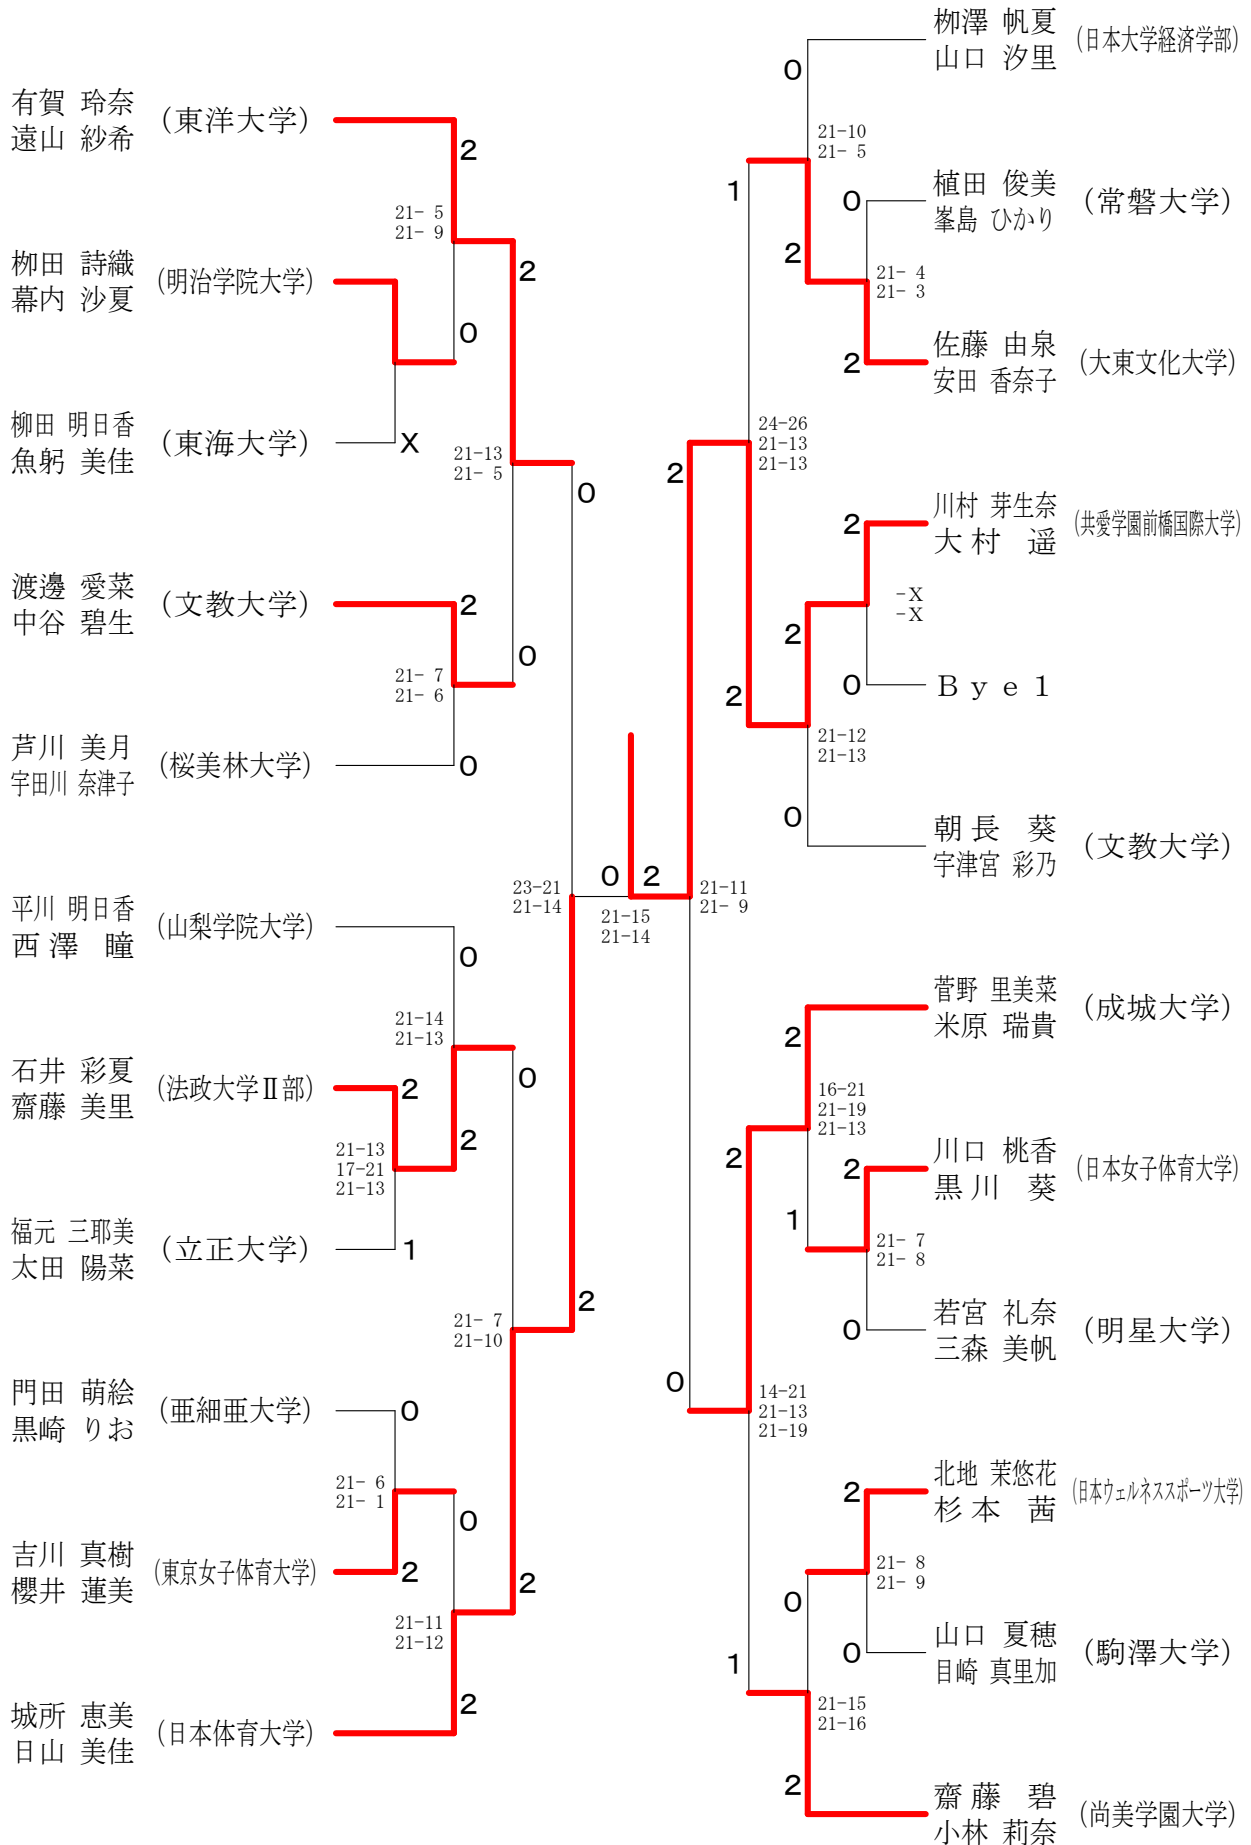 有賀 玲奈
遠山 紗希
(東洋大学)
2
21- 5
21- 9
2
栁田 詩織
幕内 沙夏
(明治学院大学)
0
柳田 明日香
魚躬 美佳
(東海大学)
X
21-13
21- 5
0
渡邊 愛菜
中谷 碧生
(文教大学)
2
0
21- 7
21- 6
芦川 美月
宇田川 奈津子
(桜美林大学)
0
23-21
21-14
平川 明日香
西澤 瞳
(山梨学院大学)
0
21-14
21-13
0
石井 彩夏
齋藤 美里
(法政大学Ⅱ部)
2
2
21-13
17-21
21-13
福元 三耶美
太田 陽菜
(立正大学)
1
2
21- 7
21-10
門田 萌絵
黒崎 りお
(亜細亜大学)
0
21- 6
21- 1
0
吉川 真樹
櫻井 蓮美
(東京女子体育大学)
2
2
21-11
21-12
城所 恵美
日山 美佳
(日本体育大学)
2
0
2
21-15
21-14
栁澤 帆夏
山口 汐里
(日本大学経済学部)
0
21-10
21- 5
1
植田 俊美
峯島 ひかり
(常磐大学)
0
2
21- 4
21- 3
佐藤 由泉
安田 香奈子
(大東文化大学)
2
24-26
21-13
21-13
2
川村 芽生奈
大村 遥
(共愛学園前橋国際大学)
2
-X
-X
2
2
Bye1
0
21-12
21-13
朝長 葵
宇津宮 彩乃
(文教大学)
0
21-11
21- 9
菅野 里美菜
米原 瑞貴
(成城大学)
2
16-21
21-19
21-13
2
川口 桃香
黒川 葵
(日本女子体育大学)
2
1
21- 7
21- 8
若宮 礼奈
三森 美帆
(明星大学)
0
0
14-21
21-13
21-19
北地 茉悠花
杉本 茜
(日本ウェルネススポーツ大学)
2
21- 8
21- 9
0
山口 夏穂
目崎 真里加
(駒澤大学)
0
1
21-15
21-16
齋藤 碧
小林 莉奈
(尚美学園大学)
2